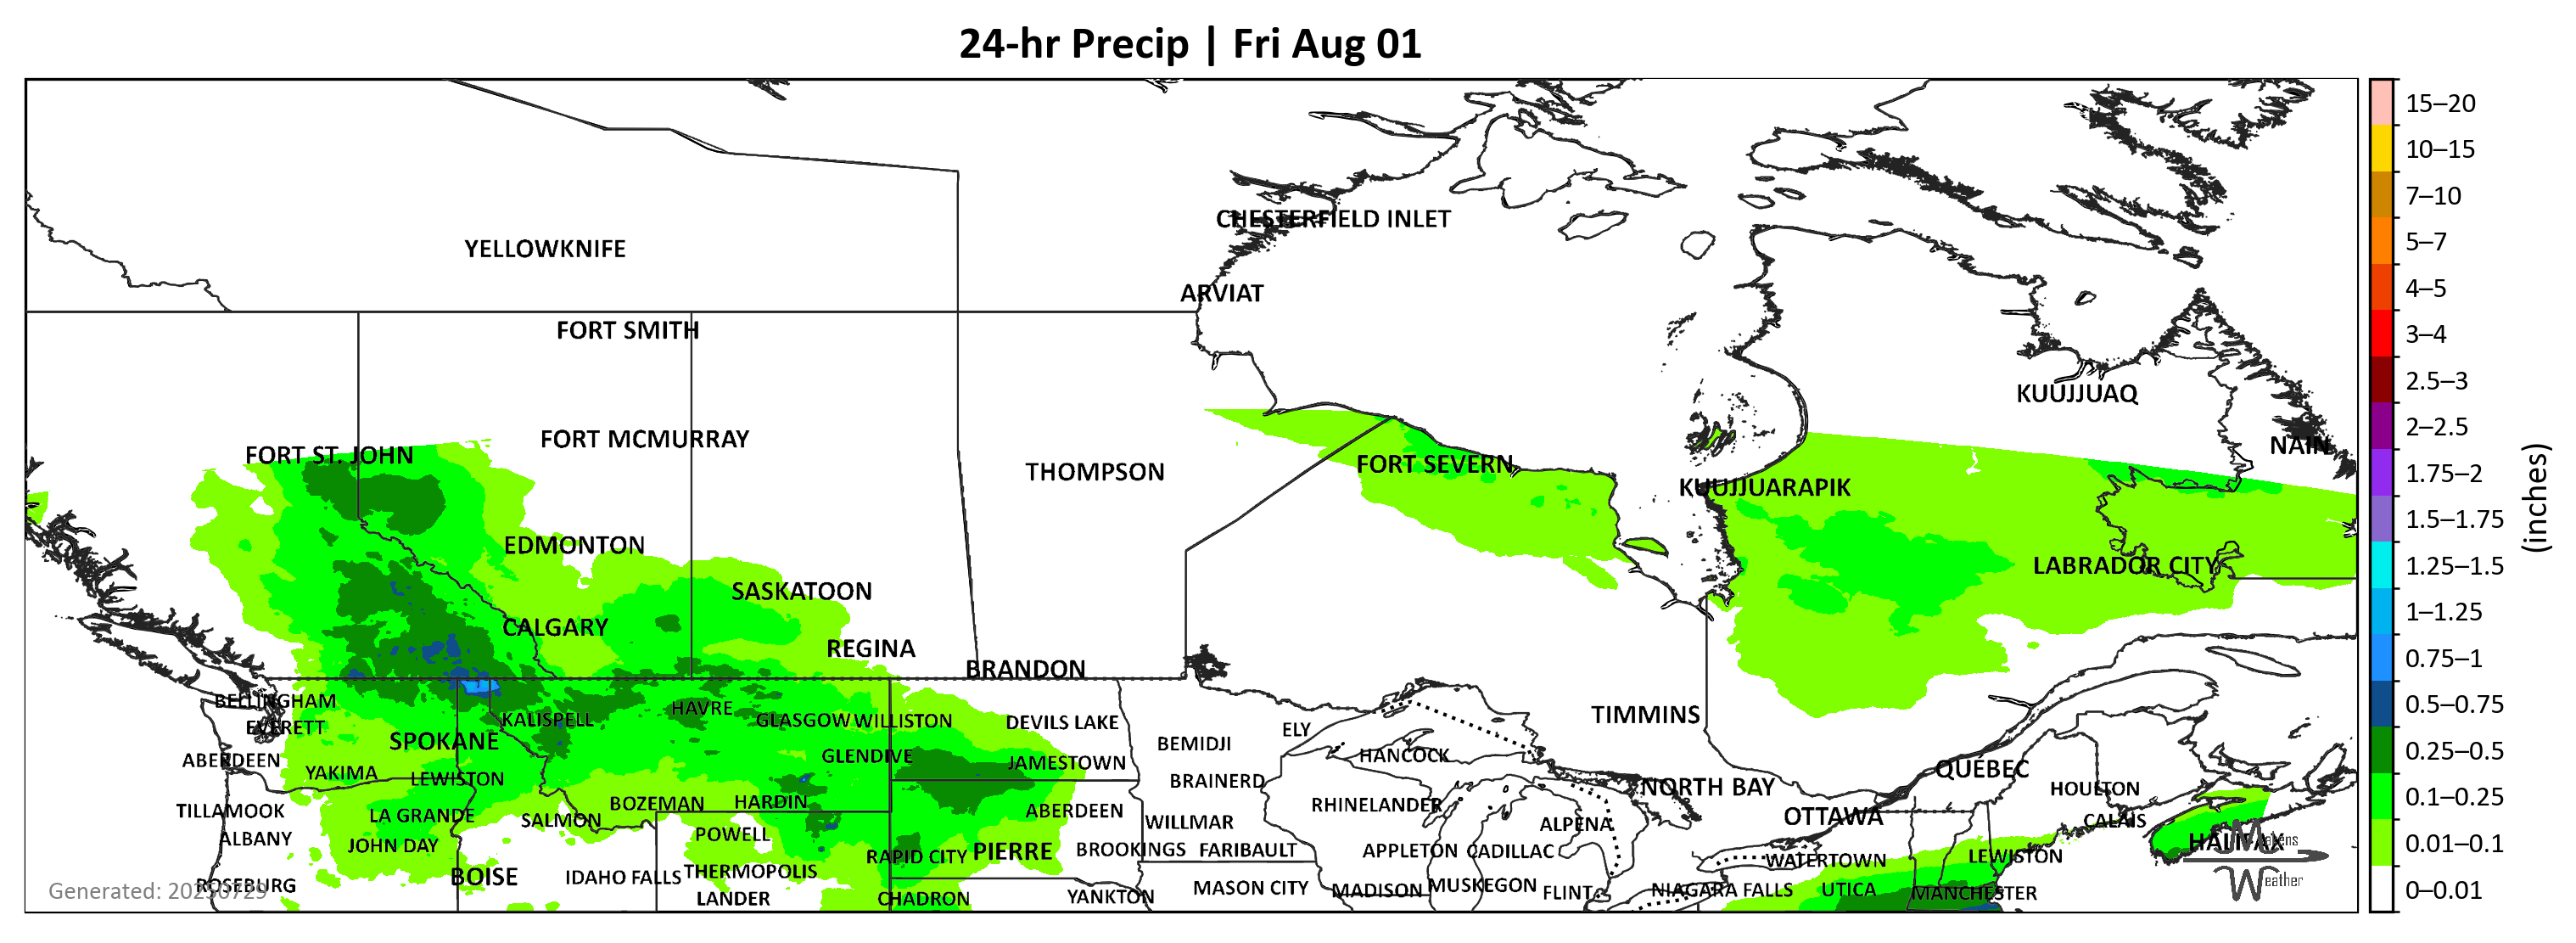 24-hr Precip | Fri Aug 01
15–20
10–15
7–10
5–7
4–5
3–4
2.5–3
2–2.5
1.75–2
1.5–1.75
1.25–1.5
1–1.25
0.75–1
0.5–0.75
0.25–0.5
0.1–0.25
0.01–0.1
0–0.01
(inches)
CHESTERFIELD INLET
YELLOWKNIFE
ARVIAT
FORT SMITH
KUUJJUAQ
FORT MCMURRAY
NAIN
FORT ST. JOHN
FORT SEVERN
THOMPSON
KUUJJUARAPIK
EDMONTON
LABRADOR CITY
SASKATOON
CALGARY
REGINA
BRANDON
BELLINGHAM
HAVRE
TIMMINS
KALISPELL
GLASGOW WILLISTON
DEVILS LAKE
EVERETT
ELY
SPOKANE
BEMIDJI
HANCOCK
GLENDIVE
ABERDEEN
JAMESTOWN
QUÉBEC
YAKIMA
LEWISTON
BRAINERD
NORTH BAY
HOULTON
BOZEMAN
HARDIN
RHINELANDER
TILLAMOOK
ABERDEEN
LA GRANDE
OTTAWA
SALMON
WILLMAR
CALAIS
ALPENA
POWELL
ALBANY
HALIFAX
JOHN DAY
BROOKINGS
FARIBAULT
APPLETON
CADILLAC
PIERRE
RAPID CITY
LEWISTON
WATERTOWN
THERMOPOLIS
BOISE
IDAHO FALLS
ROSEBURG
MASON CITY
MADISON
MUSKEGON
FLINT
NIAGARA FALLS
UTICA
MANCHESTER
LANDER
CHADRON
YANKTON
Generated: 20250729
Weather